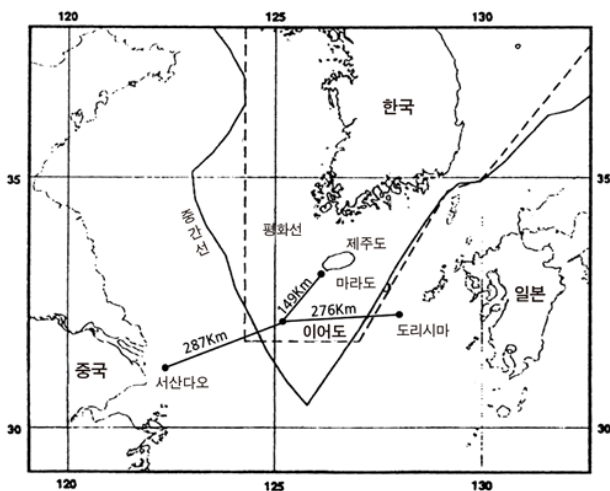 120 125 130
한국
35 35
중간선
평화선
제주도
마라도
149Km
276Km
일본
이어도
도리시마
287Km
중국
서산다오
30 30
120 125 130